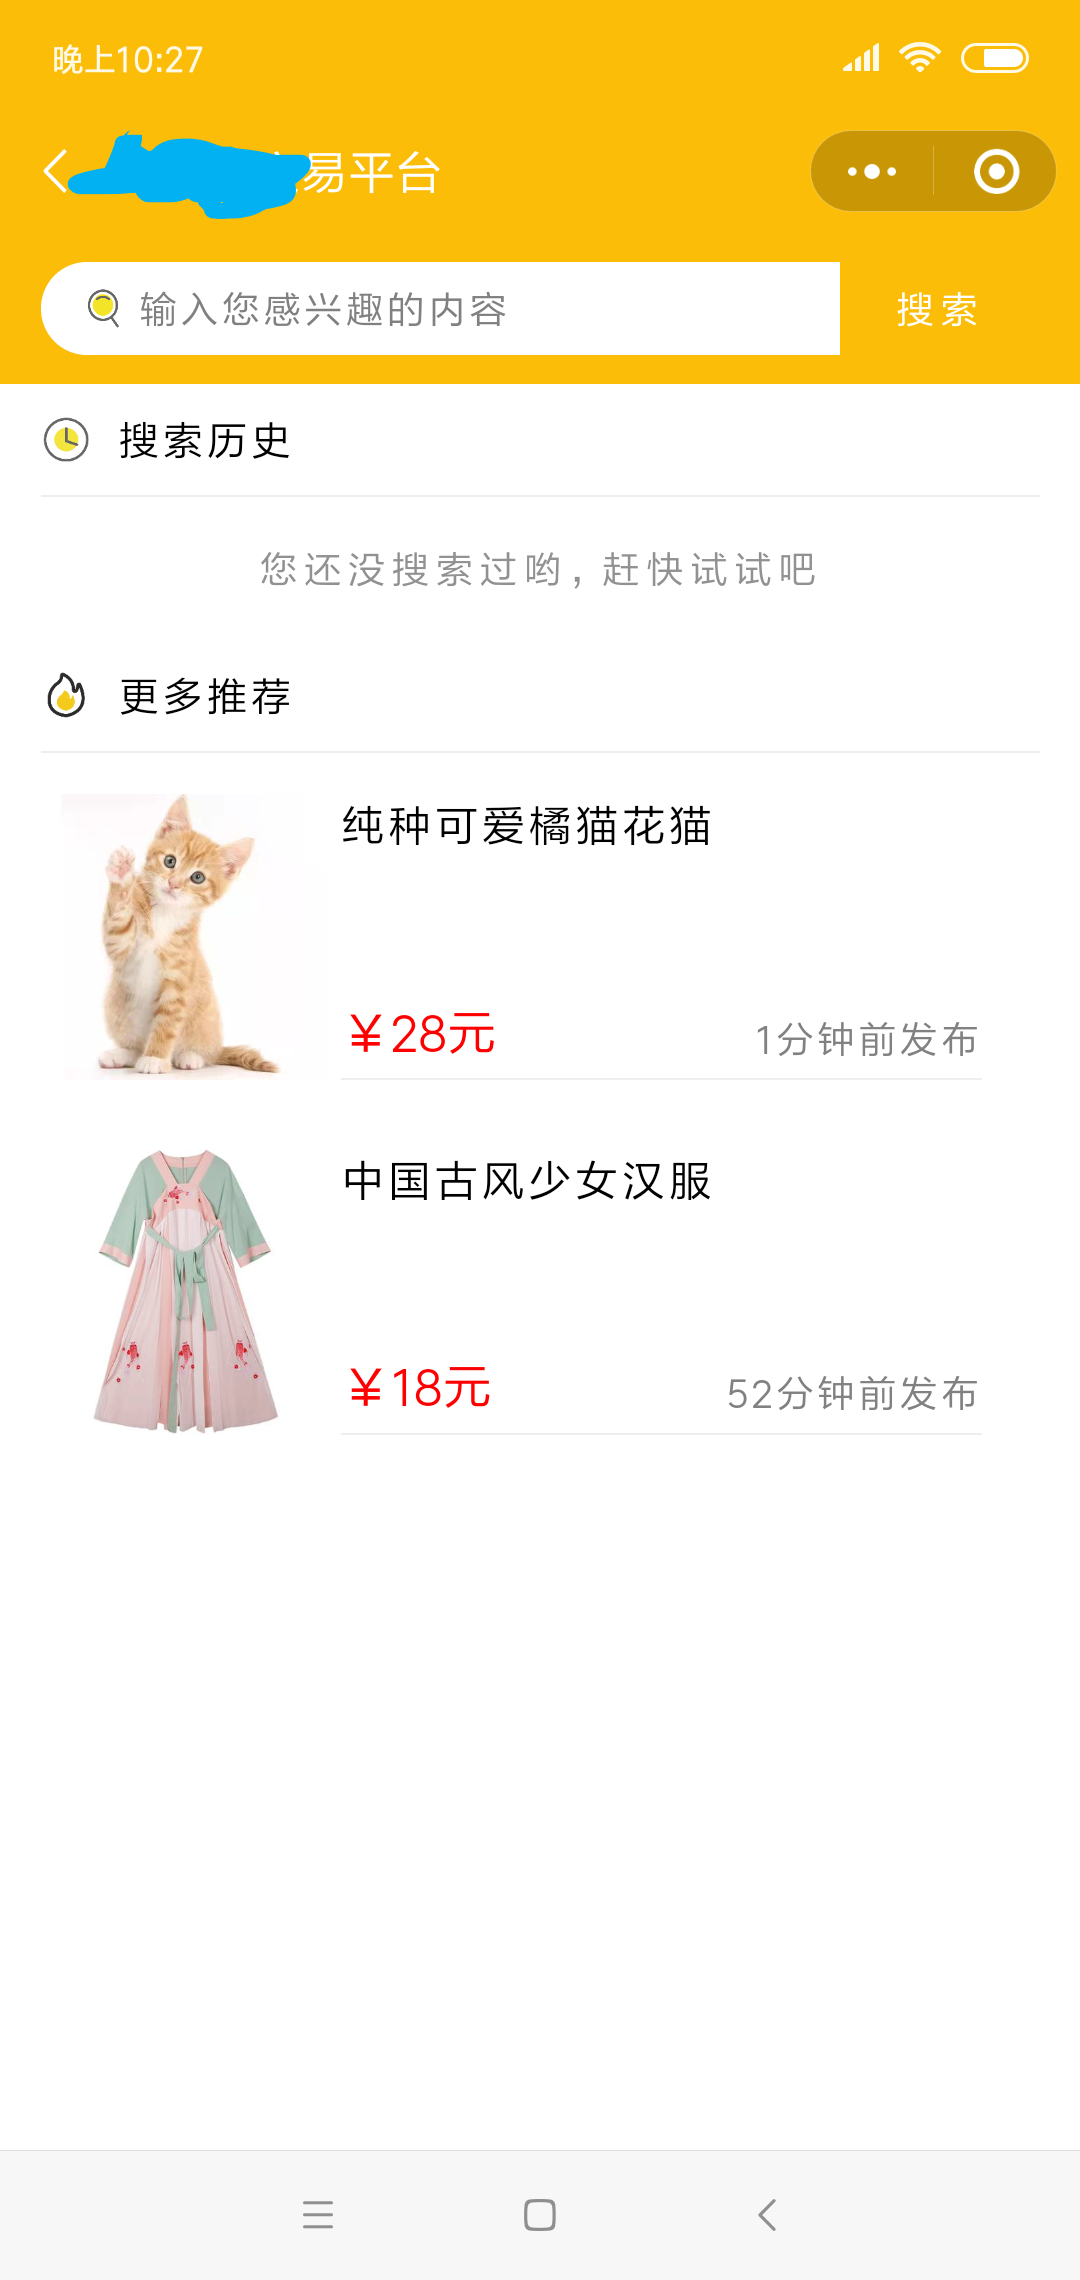 晚上10:27
易平台
输入您感兴趣的内容
搜索
搜索历史
您还没搜索过哟，赶快试试吧
更多推荐
纯种可爱橘猫花猫
￥28元
1分钟前发布
中国古风少女汉服
￥18元
52分钟前发布